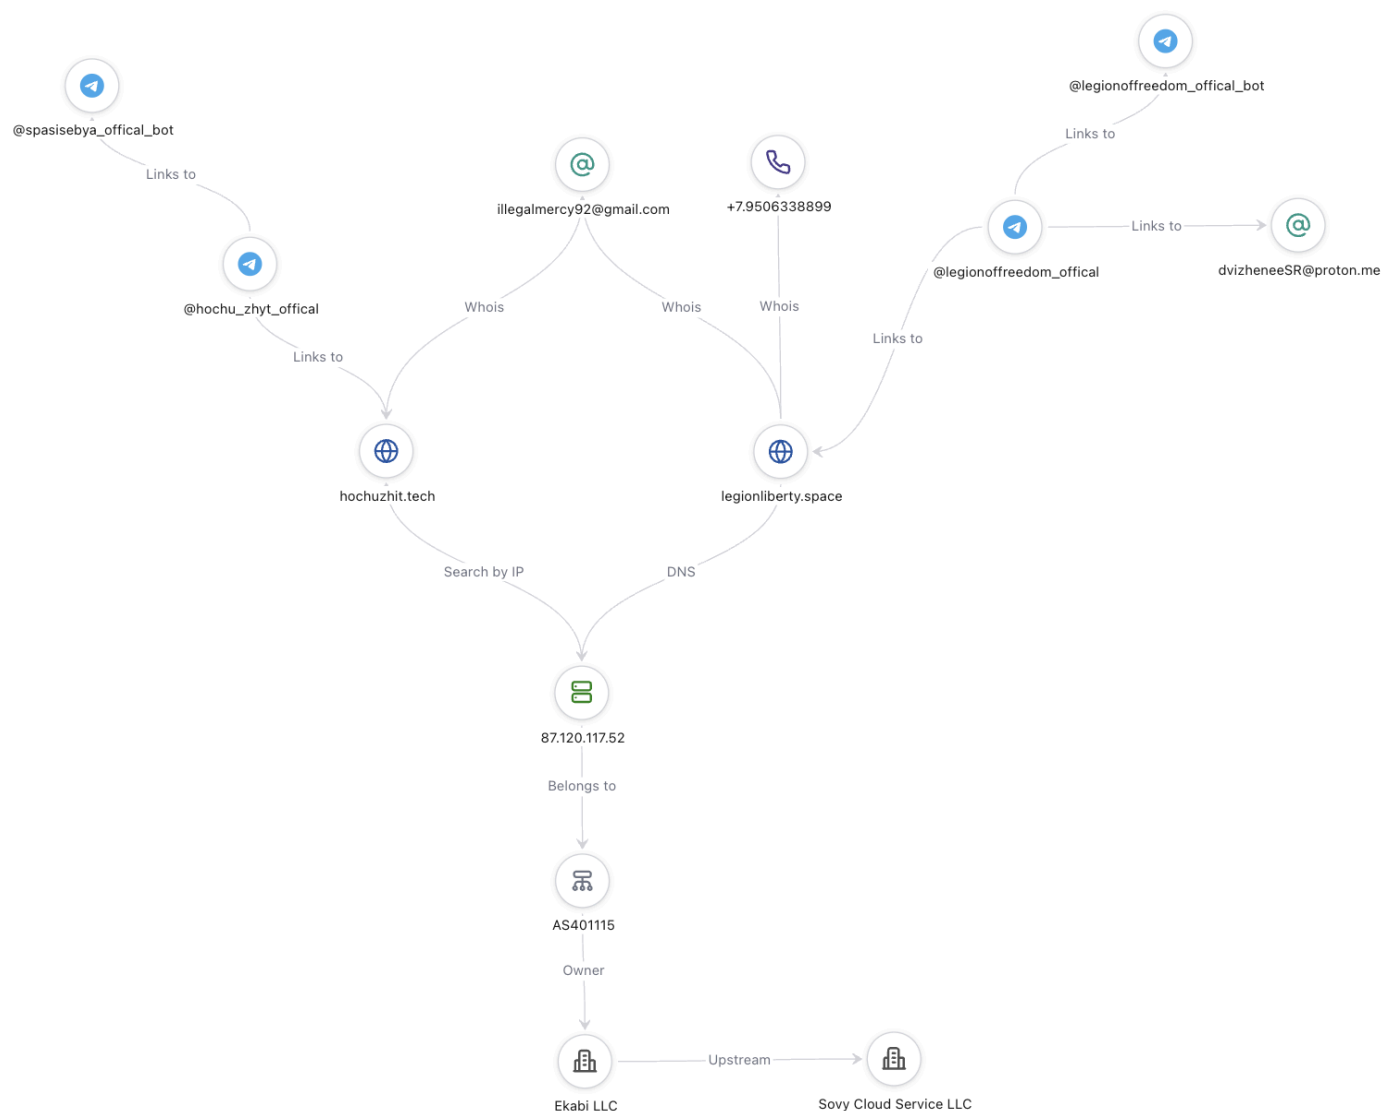 @legionoffreedom_offical_bot
@spasisebya_offical_bot
Links to
Links to
illegalmercy92@gmail.com
+7.9506338899
Links to
@legionoffreedom_offical
dvizheneeSR@proton.me
@hochu_zhyt_offical
Whois
Whois
Whois
Links to
Links to
hochuzhit.tech
legionliberty.space
Search by IP
DNS
87.120.117.52
Belongs to
AS401115
Owner
Upstream
Ekabi LLC
Sovy Cloud Service LLC